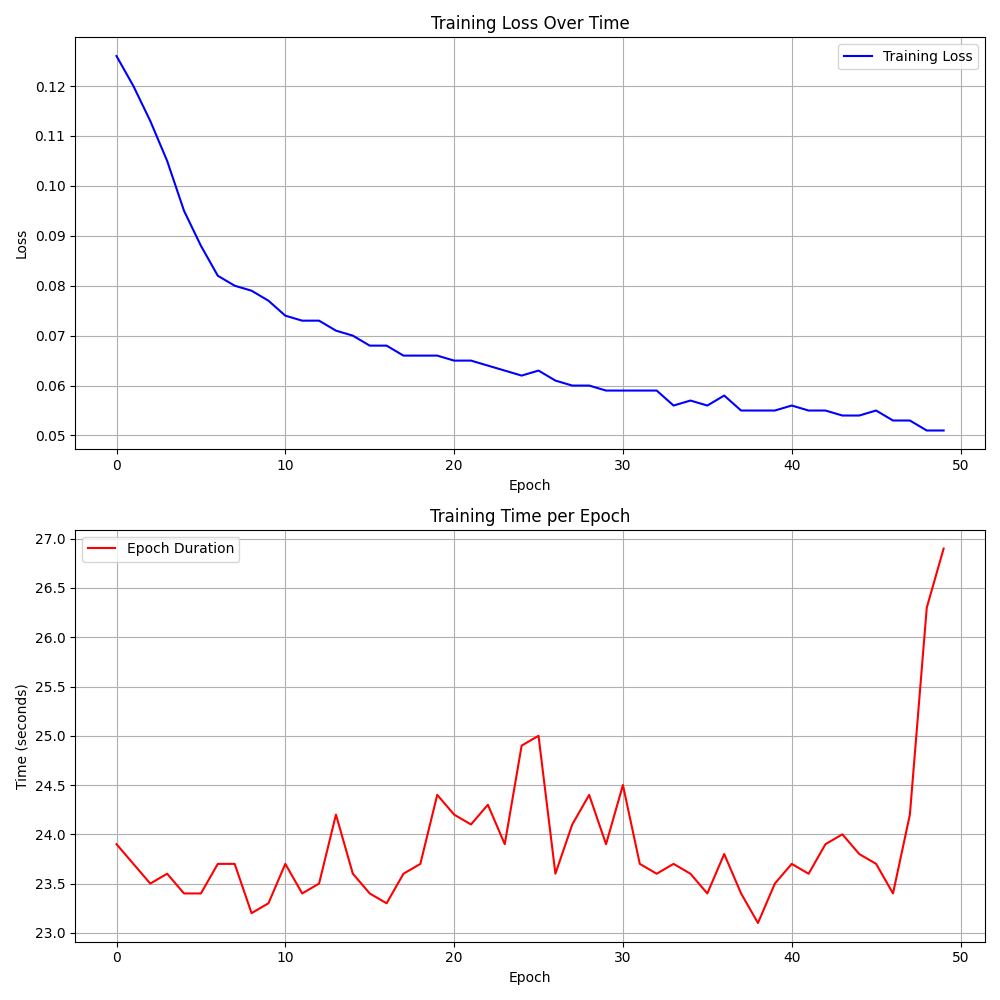 Training Loss Over Time
Training Loss
0.12
0.11
0.10
0.09
0.08
0.07
0.06
0.05
Loss
0 10 20 30 40 50
Epoch
Training Time per Epoch
Epoch Duration
27.0
26.5
26.0
25.5
25.0
24.5
24.0
23.5
23.0
Time (seconds)
0 10 20 30 40 50
Epoch